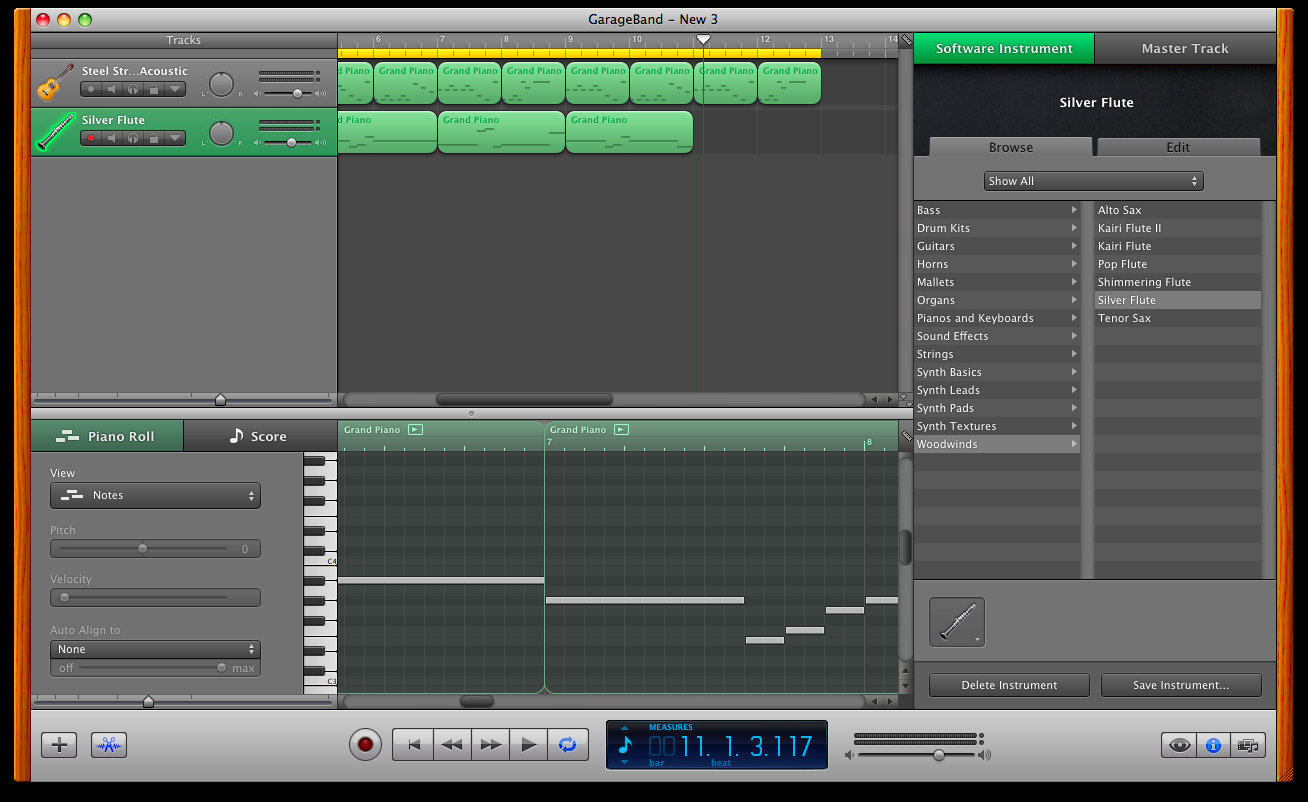 GarageBand – New 3
Tracks
6 7 8 9 10 12 13 14
Software Instrument
Master Track
Steel Str...Acoustic
L R
d Piano Grand Piano Grand Piano Grand Piano Grand Piano Grand Piano Grand Piano Grand Piano
Silver Flute
L R
d Piano Grand Piano Grand Piano
Silver Flute
Browse
Edit
Show All
Bass
Drum Kits
Guitars
Horns
Mallets
Organs
Pianos and Keyboards
Sound Effects
Strings
Synth Basics
Synth Leads
Synth Pads
Synth Textures
Woodwinds
Alto Sax
Kairi Flute II
Kairi Flute
Pop Flute
Shimmering Flute
Silver Flute
Tenor Sax
Piano Roll
Score
Grand Piano
Grand Piano
7 8
View
Notes
Pitch
0
Velocity
Auto Align to
None
off max
C4
C3
Delete Instrument
Save Instrument...
MEASURES
11. 1. 3.117
bar beat